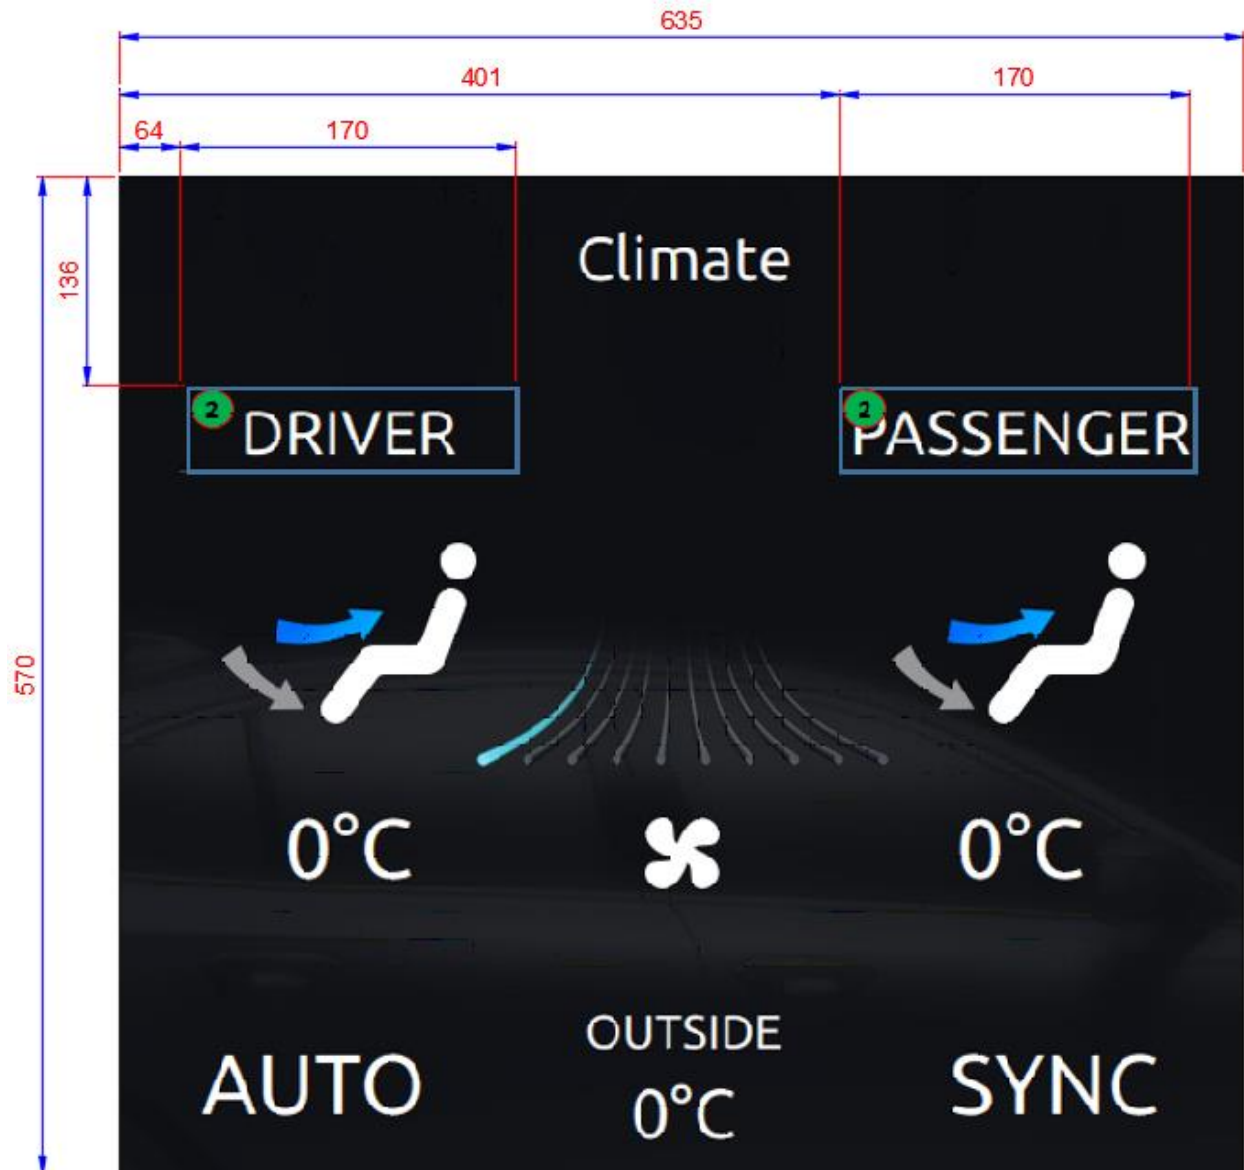 635
401 170
64 170
136
Climate
2 DRIVER
2 PASSENGER
570
0°C 0°C
OUTSIDE
AUTO SYNC
0°C